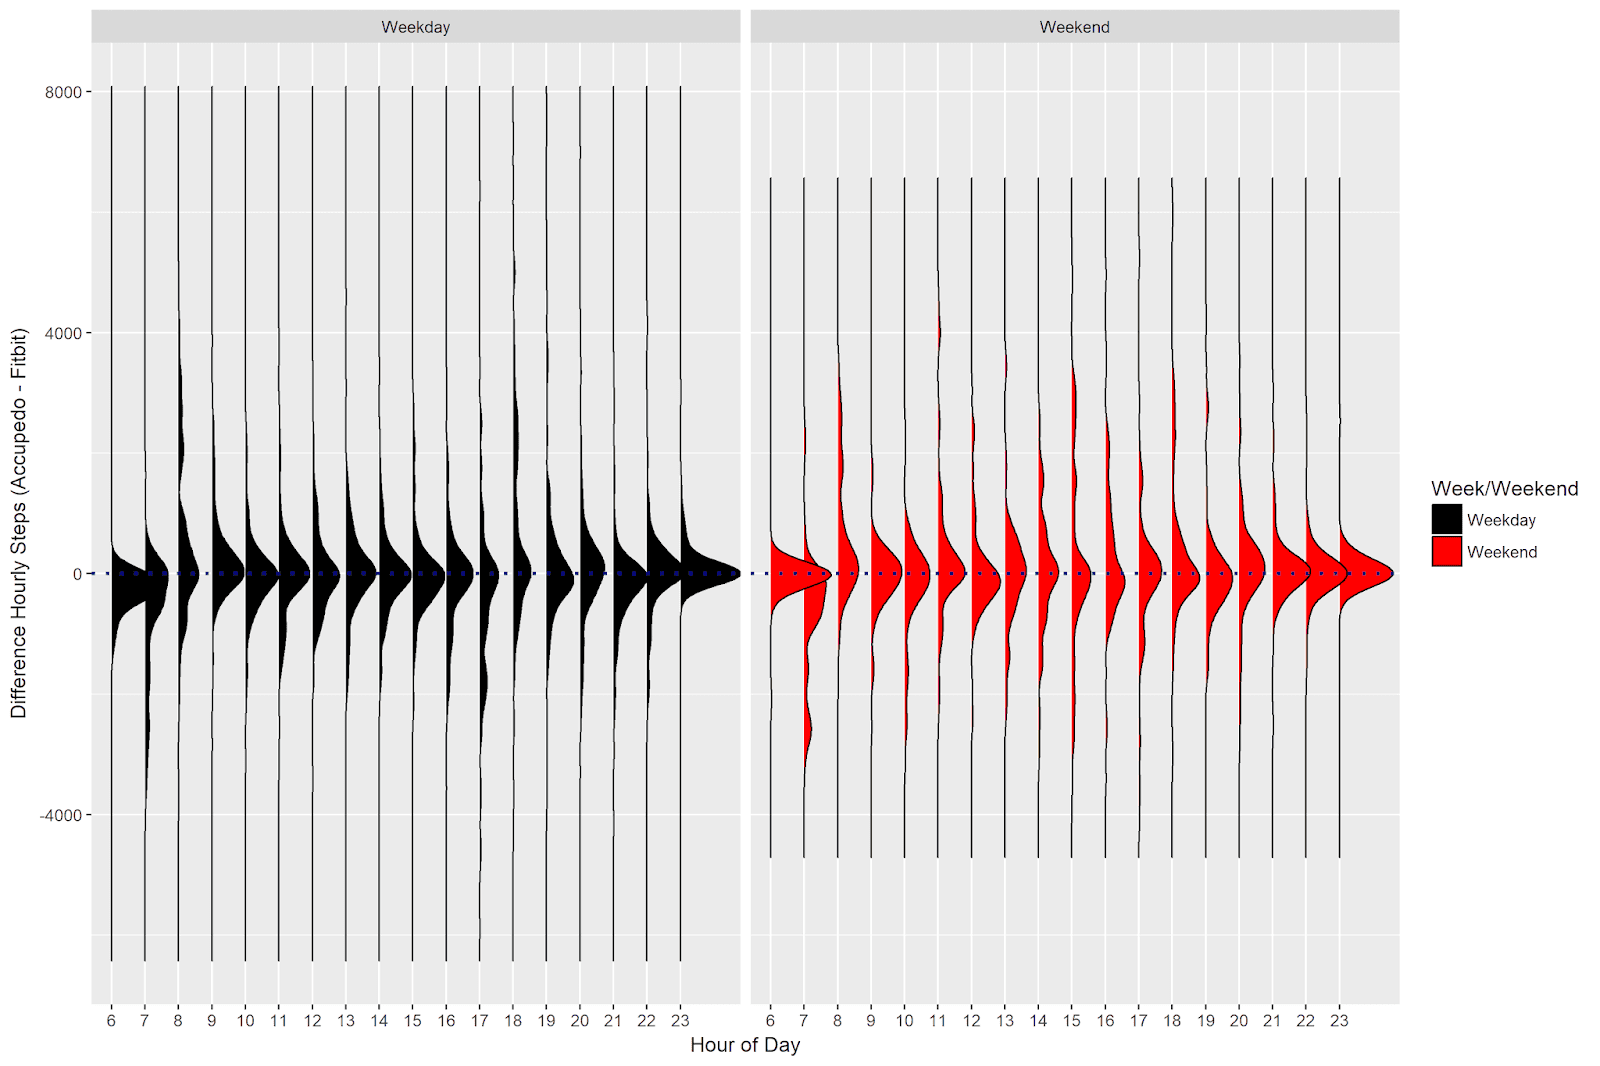 Weekday Weekend
Difference Hourly Steps (Accupedo - Fitbit)
8000
4000
0
-4000
6 7 8 9 10 11 12 13 14 15 16 17 18 19 20 21 22 23 6 7 8 9 10 11 12 13 14 15 16 17 18 19 20 21 22 23
Hour of Day
Week/Weekend
Weekday
Weekend